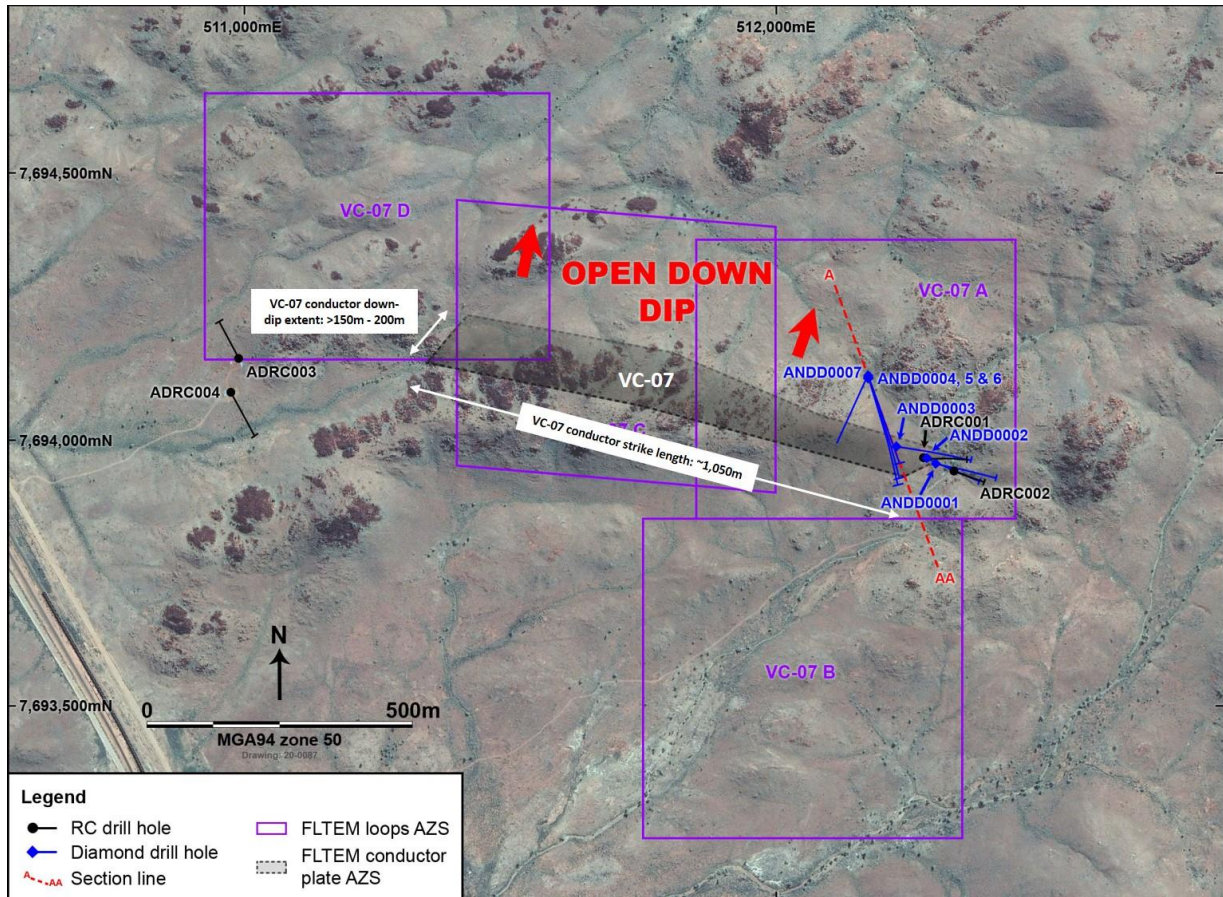 511,000mE
512,000mE
7,694,500mN
VC-07 D
OPEN DOWN
DIP
A
VC-07 A
VC-07 conductor down-
dip extent: >150m - 200m
ADRC003
VC-07
ANDD0007
ANDD0004, 5 & 6
ADRC004
ANDD0003
ADRC001
ANDD0002
7,694,000mN
VC-07 conductor strike length: ~1,050m
ANDD0001
ADRC002
AA
N
VC-07 B
7,693,500mN
0
500m
MGA94 zone 50
Drawing: 20-0087
Legend
RC drill hole
Diamond drill hole
A
AA
Section line
FLTEM loops AZS
FLTEM conductor
plate AZS